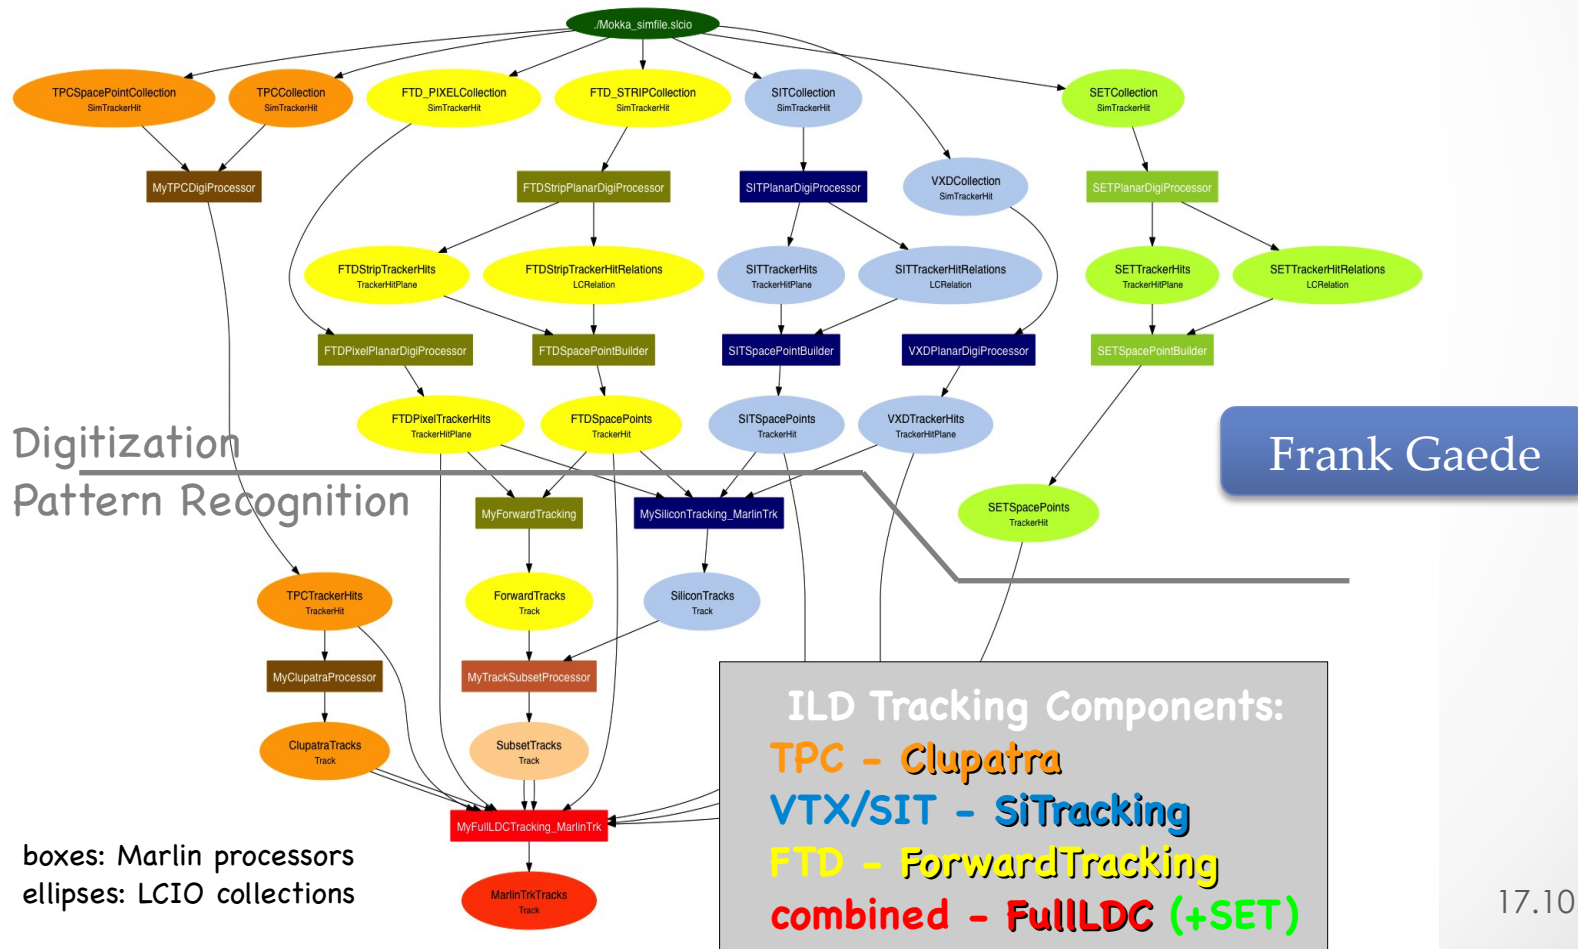 ./Mokka_simfile.slcio
TPCSpacePointCollection
SimTrackerHit
TPCCollection
SimTrackerHit
FTD_PIXELCollection
SimTrackerHit
FTD_STRIPCollection
SimTrackerHit
SITCollection
SimTrackerHit
SETCollection
SimTrackerHit
MyTPCDigiProcessor
FTDStripPlanarDigiProcessor
SITPlanarDigiProcessor
VXDCollection
SimTrackerHit
SETPlanarDigiProcessor
FTDStripTrackerHits
TrackerHitPlane
FTDStripTrackerHitRelations
LCRelation
SITTrackerHits
TrackerHitPlane
SITTrackerHitRelations
LCRelation
SETTrackerHits
TrackerHitPlane
SETTrackerHitRelations
LCRelation
FTDPixelPlanarDigiProcessor
FTDSpacePointBuilder
SITSpacePointBuilder
VXDPlanarDigiProcessor
SETSpacePointBuilder
FTDPixelTrackerHits
TrackerHitPlane
FTDSpacePoints
TrackerHit
SITSpacePoints
TrackerHit
VXDTrackerHits
TrackerHitPlane
Digitization
Frank Gaede
Pattern Recognition
MyForwardTracking
MySiliconTracking_MarlinTrk
SETSpacePoints
TrackerHit
TPCTrackerHits
TrackerHit
ForwardTracks
Track
SiliconTracks
Track
MyClupatraProcessor
MyTrackSubsetProcessor
ClupatraTracks
Track
SubsetTracks
Track
MyFullLDCTracking_MarlinTrk
MarlinTrkTracks
Track
ILD Tracking Components:
TPC - Clupatra
VTX/SIT - SiTracking
FTD - ForwardTracking
combined - FullLDC (+SET)
boxes: Marlin processors
ellipses: LCIO collections
17.10